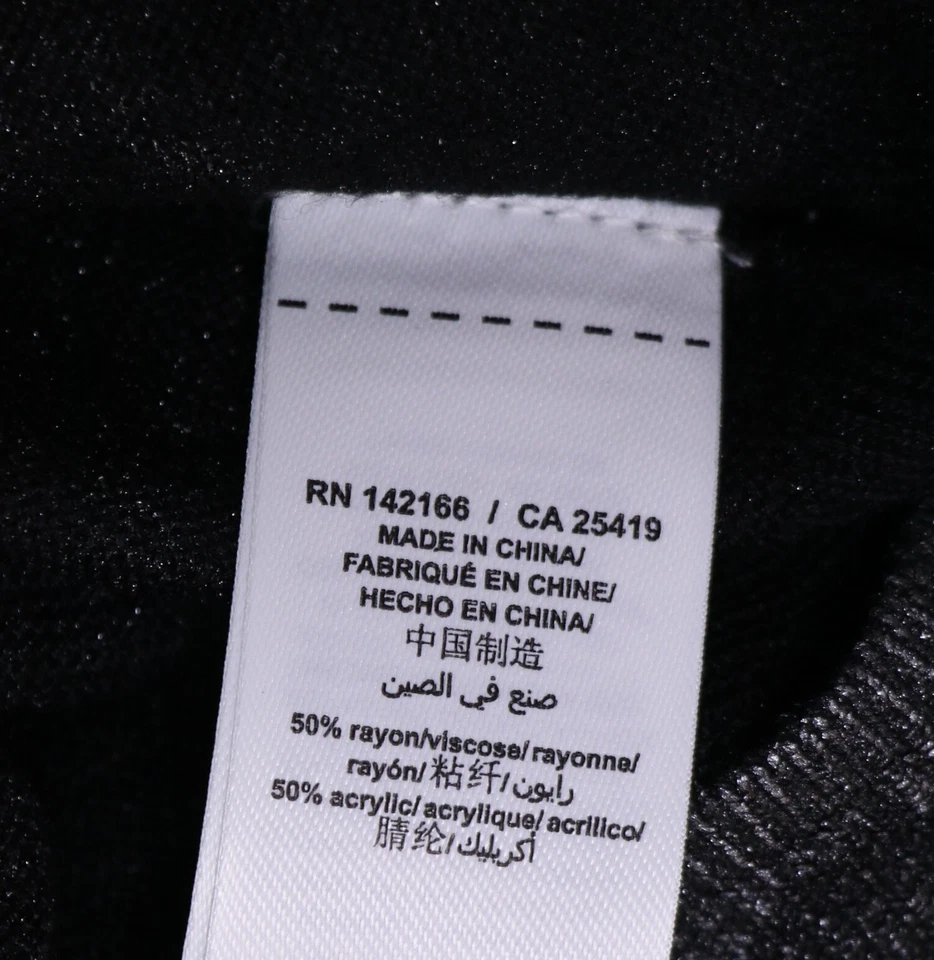 RN 142166 / CA 25419
MADE IN CHINA/
FABRIQUÉ EN CHINE/
HECHO EN CHINA/
中国制造
صنع في الصين
50% rayon/viscose/rayonne/
rayón/粘纤/رايون
50% acrylic/acrylique/acrílico/
腈纶/أكريليك